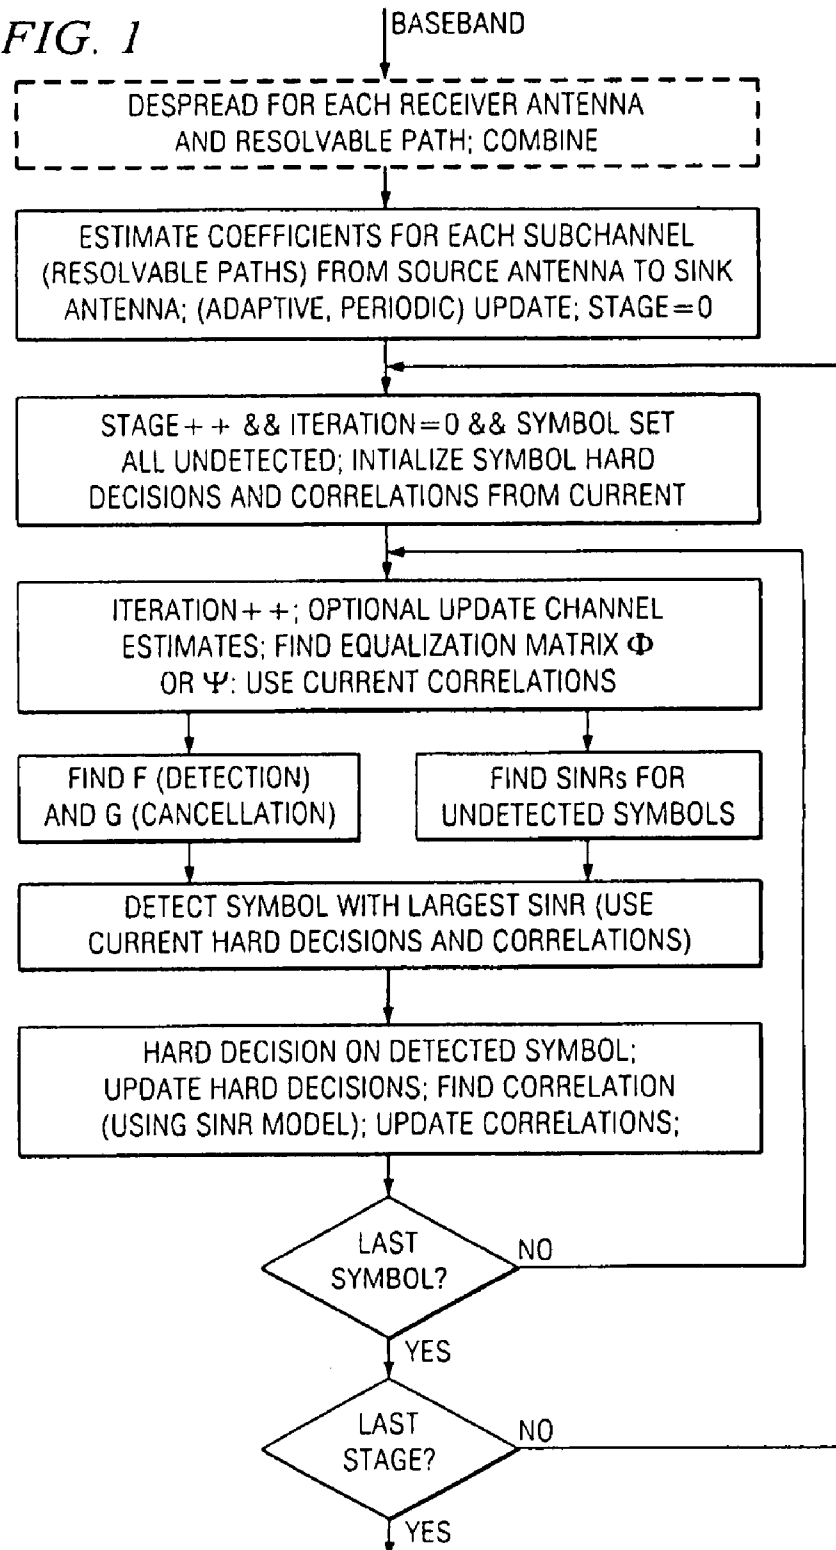 FIG. 1
BASEBAND
DESPREAD FOR EACH RECEIVER ANTENNA
AND RESOLVABLE PATH; COMBINE
ESTIMATE COEFFICIENTS FOR EACH SUBCHANNEL
(RESOLVABLE PATHS) FROM SOURCE ANTENNA TO SINK
ANTENNA; (ADAPTIVE, PERIODIC) UPDATE; STAGE=0
STAGE++ && ITERATION=0 && SYMBOL SET
ALL UNDETECTED; INTIALIZE SYMBOL HARD
DECISIONS AND CORRELATIONS FROM CURRENT
ITERATION++; OPTIONAL UPDATE CHANNEL
ESTIMATES; FIND EQUALIZATION MATRIX Φ
OR Ψ: USE CURRENT CORRELATIONS
FIND F (DETECTION)
AND G (CANCELLATION)
FIND SINRs FOR
UNDETECTED SYMBOLS
DETECT SYMBOL WITH LARGEST SINR (USE
CURRENT HARD DECISIONS AND CORRELATIONS)
HARD DECISION ON DETECTED SYMBOL;
UPDATE HARD DECISIONS; FIND CORRELATION
(USING SINR MODEL); UPDATE CORRELATIONS;
LAST
SYMBOL?
NO
YES
LAST
STAGE?
NO
YES